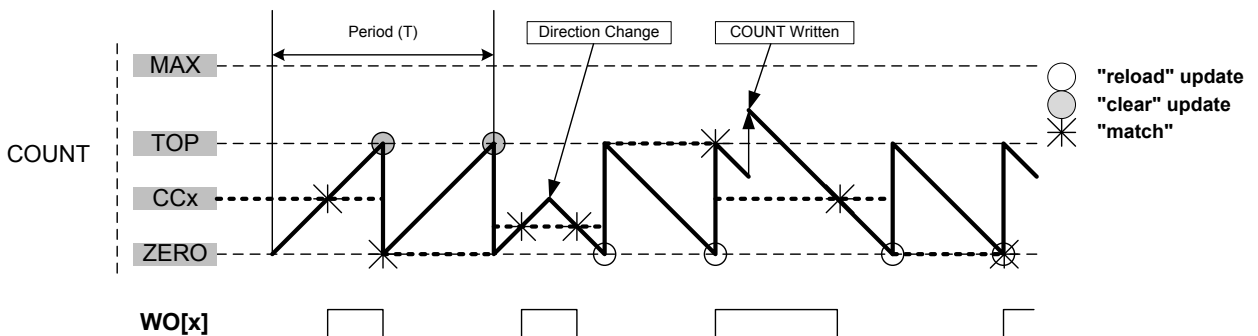 Period (T)
Direction Change
COUNT Written
MAX
"reload" update
"clear" update
TOP
"match"
COUNT
CCx
ZERO
WO[x]